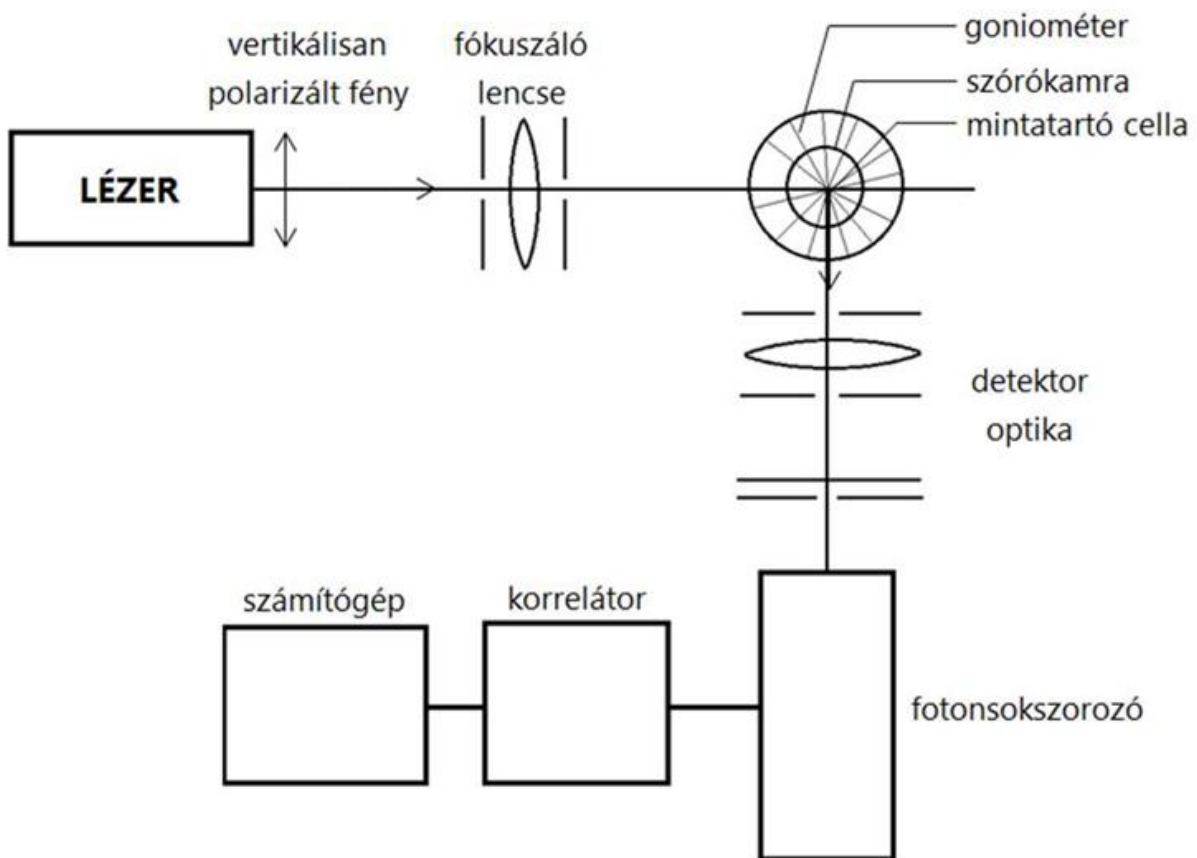 vertikálisan
polarizált fény
fókuszáló
lencse
goniométer
szórókamra
mintatartó cella
LÉZER
detektor
optika
számítógép
korrelátor
fotonsokszorozó